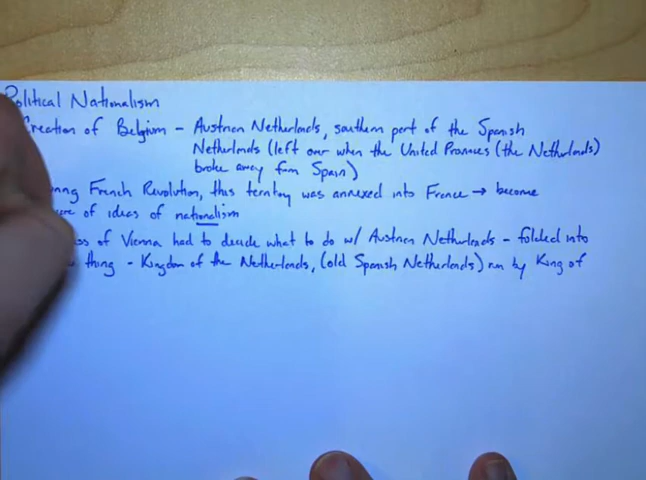 Political Nationalism
Creation of Belgium - Austrian Netherlands, southern part of the Spanish
Netherlands (left over when the United Provinces (the Netherlands)
broke away from Spain)
French Revolution, this territory was annexed into France → become
of ideas of nationalism
of Vienna had to decide what to do w/ Austrian Netherlands - folded into
thing - Kingdom of the Netherlands, (old Spanish Netherlands) run by King of